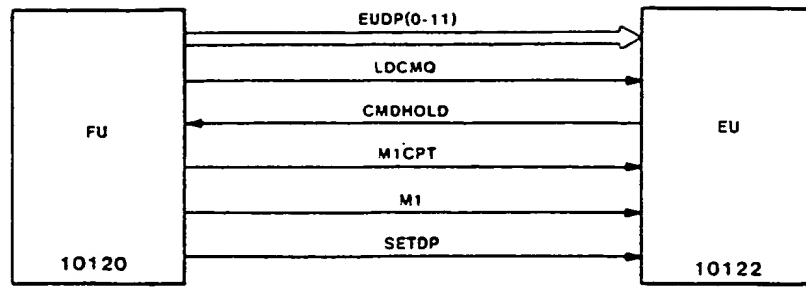 EUDP(0-11)
LDCMQ
CMDHOLD
FU
EU
M1CPT
M1
SETDP
10120
10122